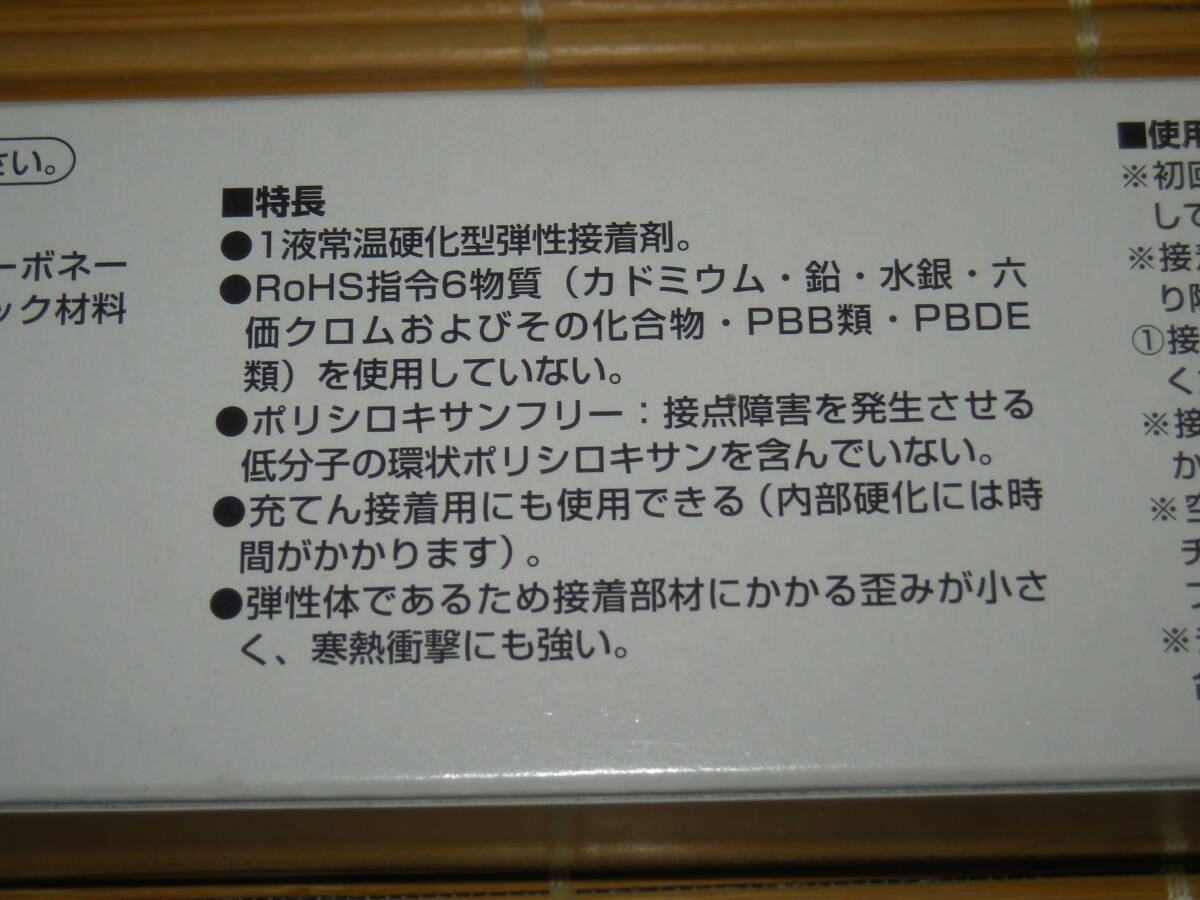 さい。
ーボネー
ック材料
■特長
●1液常温硬化型弾性接着剤。
●RoHS指令6物質（カドミウム・鉛・水銀・六
価クロムおよびその化合物・PBB類・PBDE
類）を使用していない。
●ポリシロキサンフリー：接点障害を発生させる
低分子の環状ポリシロキサンを含んでいない。
●充てん接着用にも使用できる（内部硬化には時
間がかかります）。
●弾性体であるため接着部材にかかる歪みが小さ
く、寒熱衝撃にも強い。
■使用
※初回
して
※接
り除
①接
く
※接
か
※空
チ
※